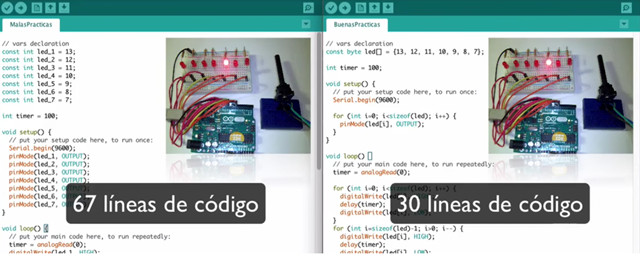 MalasPracticas
// vars declaration
const int led_1 = 13;
const int led_2 = 12;
const int led_3 = 11;
const int led_4 = 10;
const int led_5 = 9;
const int led_6 = 8;
const int led_7 = 7;
int timer = 100;
void setup() {
// put your setup code here, to run once:
Serial.begin(9600);
pinMode(led_1, OUTPUT);
pinMode(led_2, OUTPUT);
pinMode(led_3, OUTPUT);
pinMode(led_4, OUTPUT);
pinMode(led_5,
pinMode(led_6,
pinMode(led_7,
}
67 líneas de código
void loop() {
// put your main code here, to run repeatedly:
timer = analogRead(0);
digitalWrite(led_1, HIGH);
BuenasPracticas
// vars declaration
const byte led[] = {13, 12, 11, 10, 9, 8, 7};
int timer = 100;
void setup() {
// put your setup code here, to run once:
Serial.begin(9600);
for (int i=0; i<sizeof(led); i++) {
pinMode(led[i], OUTPUT);
}
}
void loop() {
// put your main code here, to run repeatedly:
timer = analogRead(0);
for (int i=0; i<sizeof(led); i++) {
digitalWrite(
delay(timer);
digitalWrite(
30 líneas de código
}
for (int i=sizeof(led)-1; i>0; i--) {
digitalWrite(led[i], HIGH);
delay(timer);
digitalWrite(led[i], LOW);